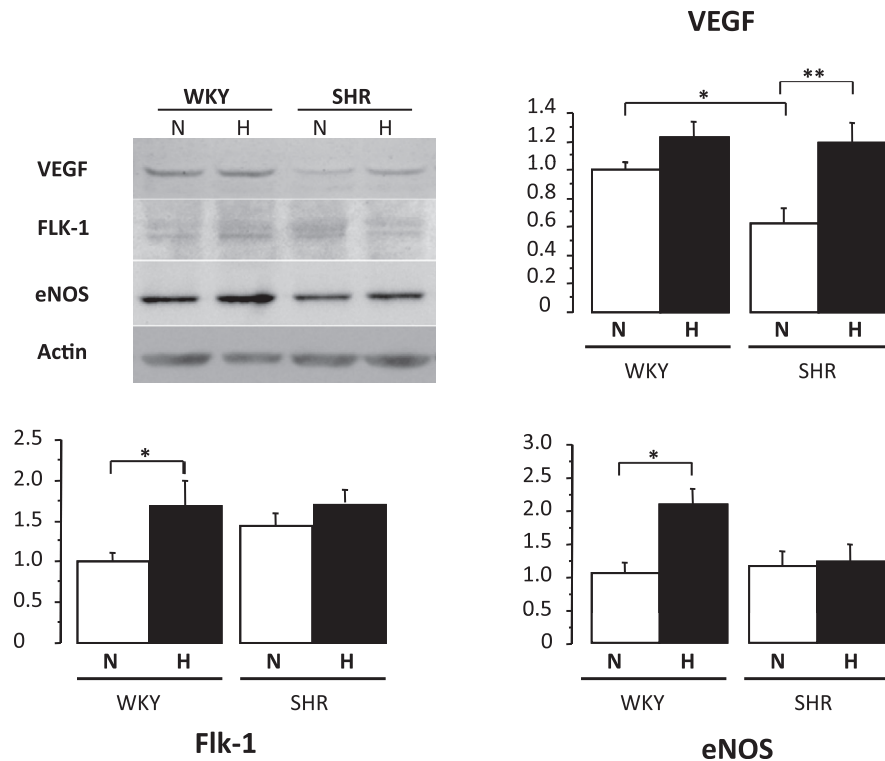 VEGF
WKY SHR
N H N H
VEGF
FLK-1
eNOS
Actin
* **
1.4
1.2
1.0
0.8
0.6
0.4
0.2
0
N H N H
WKY SHR
2.5
2.0
1.5
1.0
0.5
0
*
N H N H
WKY SHR
Flk-1
3.0
2.5
2.0
1.5
1.0
2.5
0
*
N H N H
WKY SHR
eNOS